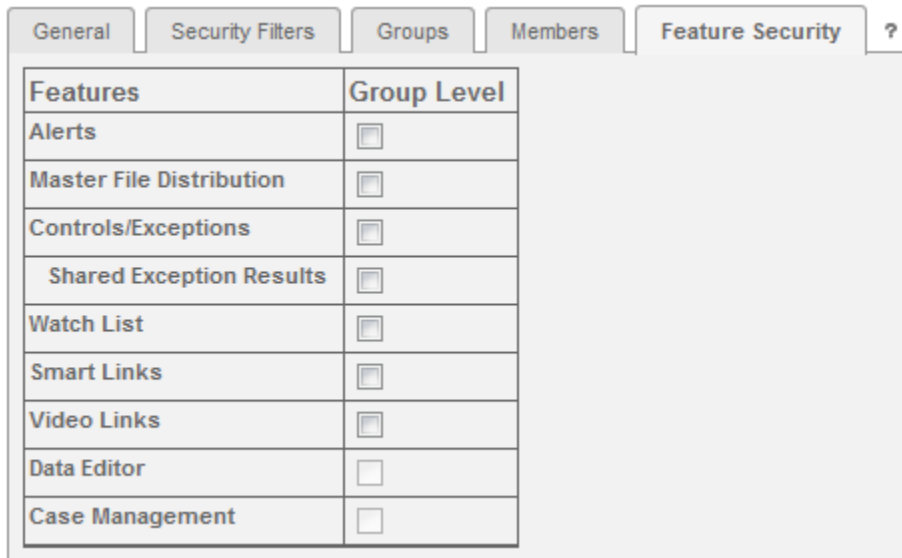 General Security Filters Groups Members Feature Security ?
Features Group Level
Alerts
Master File Distribution
Controls/Exceptions
Shared Exception Results
Watch List
Smart Links
Video Links
Data Editor
Case Management